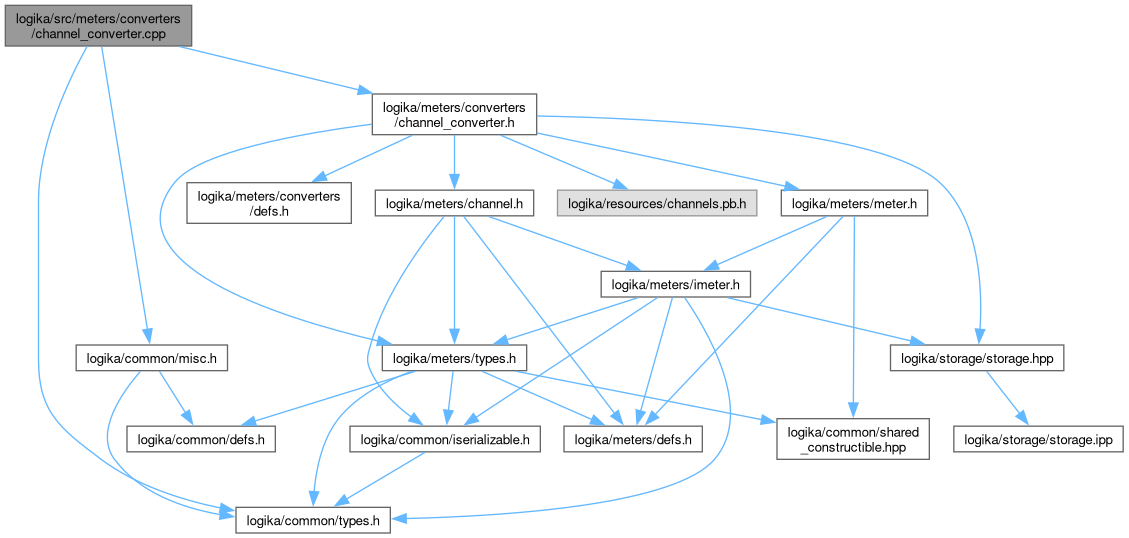 logika/src/meters/converters
/channel_converter.cpp
logika/meters/converters
/channel_converter.h
logika/meters/converters
/defs.h
logika/meters/channel.h
logika/resources/channels.pb.h
logika/meters/meter.h
logika/meters/imeter.h
logika/common/misc.h
logika/meters/types.h
logika/storage/storage.hpp
logika/common/defs.h
logika/common/iserializable.h
logika/meters/defs.h
logika/common/shared
_constructible.hpp
logika/storage/storage.ipp
logika/common/types.h